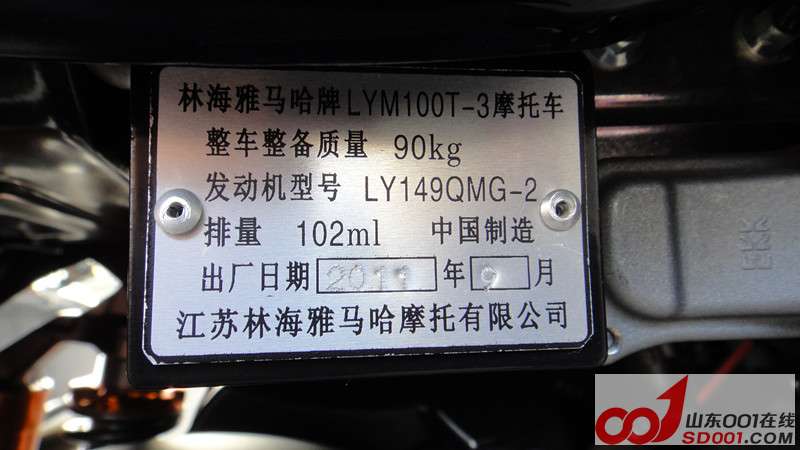 林海雅马哈牌LYM100T-3摩托车
整车整备质量 90kg
发动机型号 LY149QMG-2
排量 102ml 中国制造
出厂日期 2011 年 9 月
江苏林海雅马哈摩托有限公司
山东001在线
SD001.com